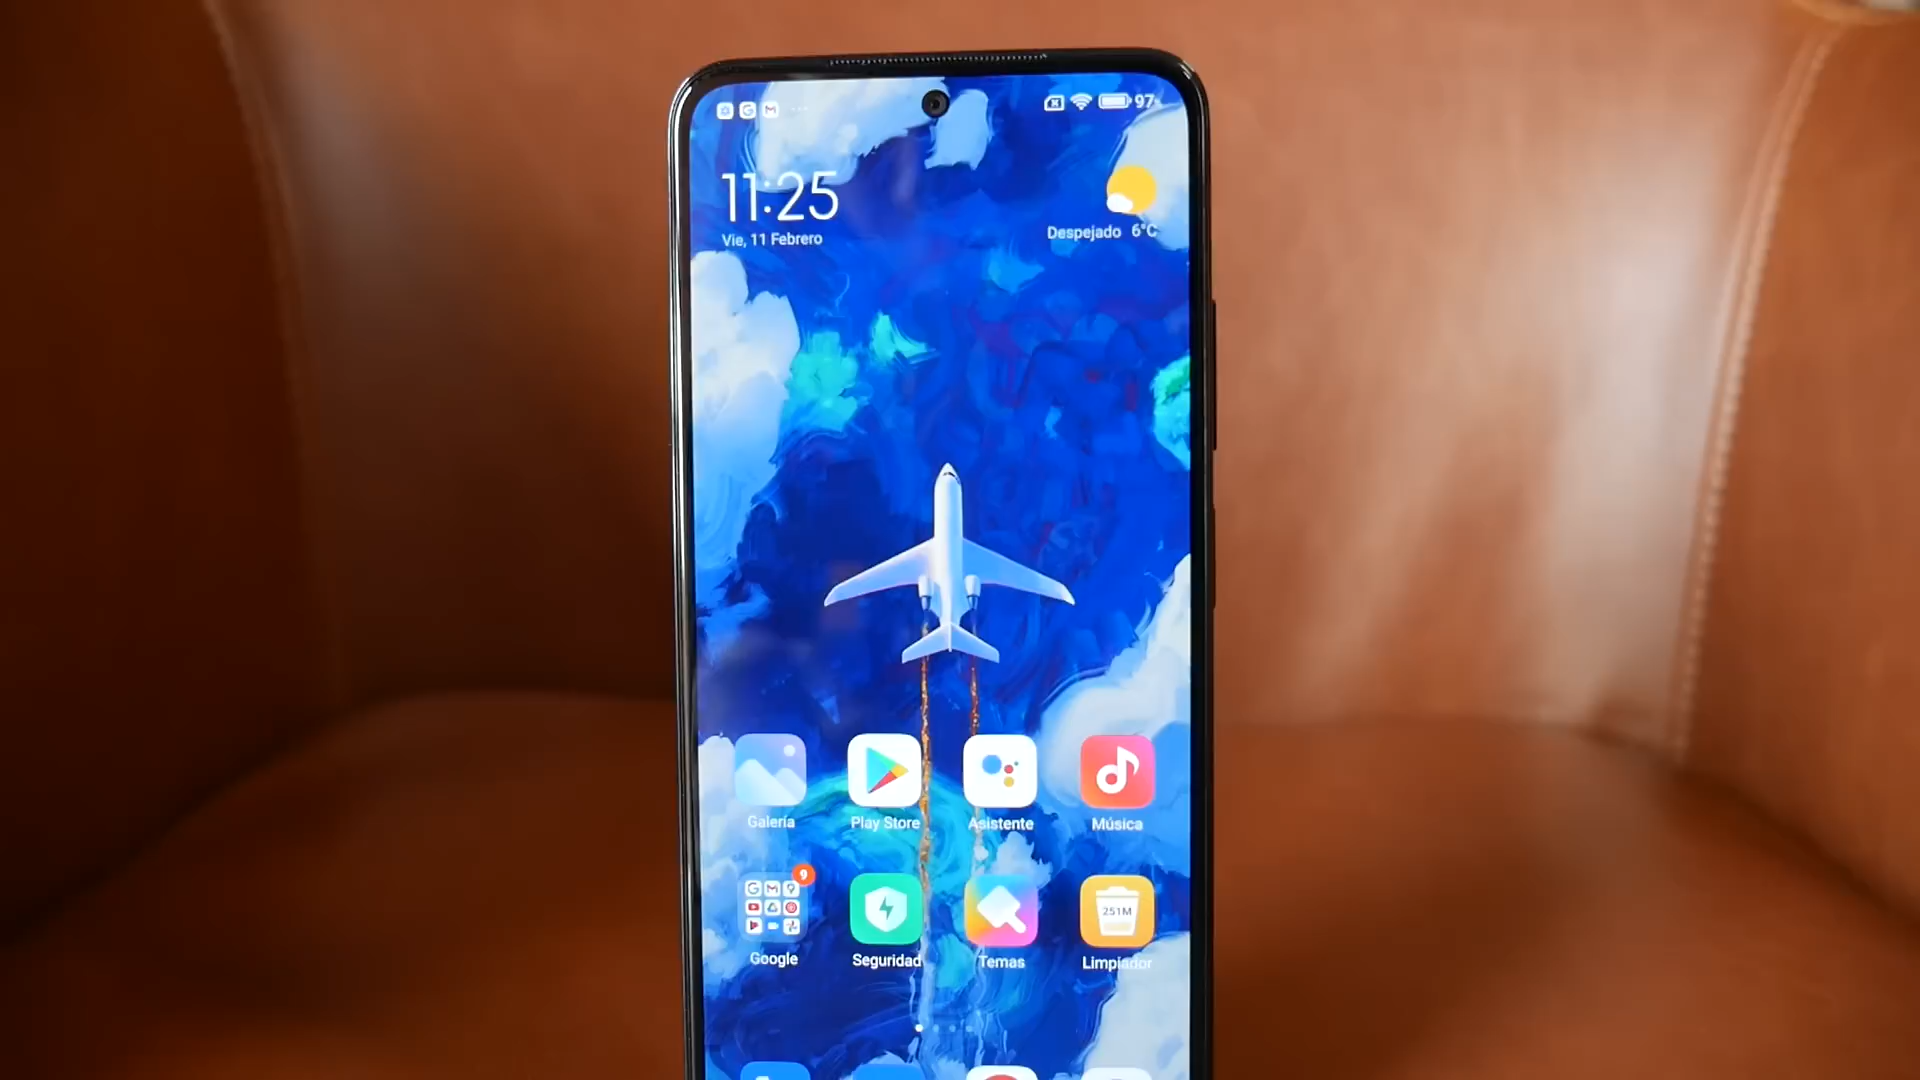 97
11:25
Vie, 11 Febrero
Despejado 6°C
Galería
Play Store
Asistente
Música
9
251M
Google
Seguridad
Temas
Limpiador